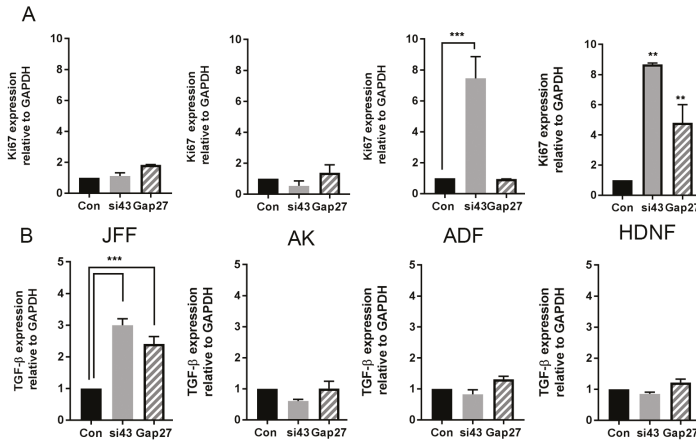 A
Ki67 expression
relative to GAPDH
10
8
6
4
2
0
Con si43 Gap27
Ki67 expression
relative to GAPDH
10
8
6
4
2
0
Con si43 Gap27
Ki67 expression
relative to GAPDH
10
8
6
4
2
0
***
Con si43 Gap27
Ki67 expression
relative to GAPDH
10
8
6
4
2
0
**
**
Con si43 Gap27
B
JFF
AK
ADF
HDNF
TGF-β expression
relative to GAPDH
5
4
3
2
1
0
***
Con si43 Gap27
TGF-β expression
relative to GAPDH
5
4
3
2
1
0
Con si43 Gap27
TGF-β expression
relative to GAPDH
5
4
3
2
1
0
Con si43 Gap27
TGF-β expression
relative to GAPDH
5
4
3
2
1
0
Con si43 Gap27